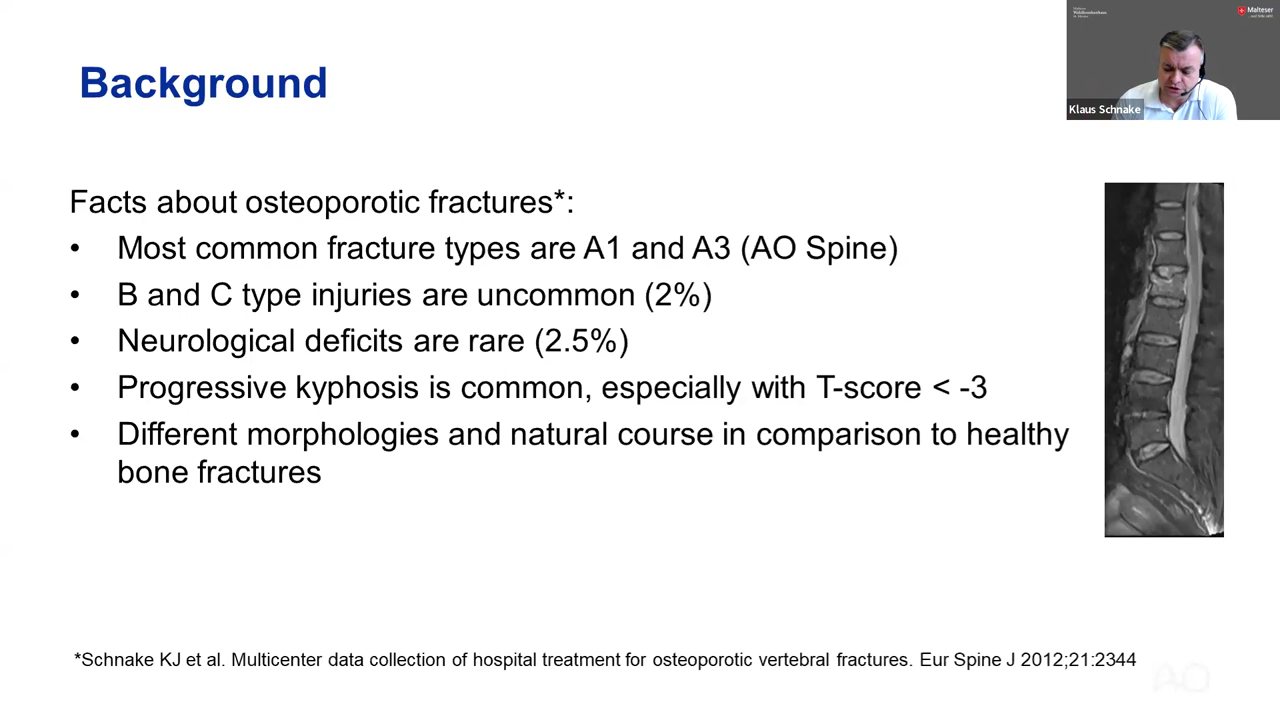 Background
Malteser
Klaus Schnake
Facts about osteoporotic fractures*:
• Most common fracture types are A1 and A3 (AO Spine)
• B and C type injuries are uncommon (2%)
• Neurological deficits are rare (2.5%)
• Progressive kyphosis is common, especially with T-score < -3
• Different morphologies and natural course in comparison to healthy
bone fractures
*Schnake KJ et al. Multicenter data collection of hospital treatment for osteoporotic vertebral fractures. Eur Spine J 2012;21:2344
AO